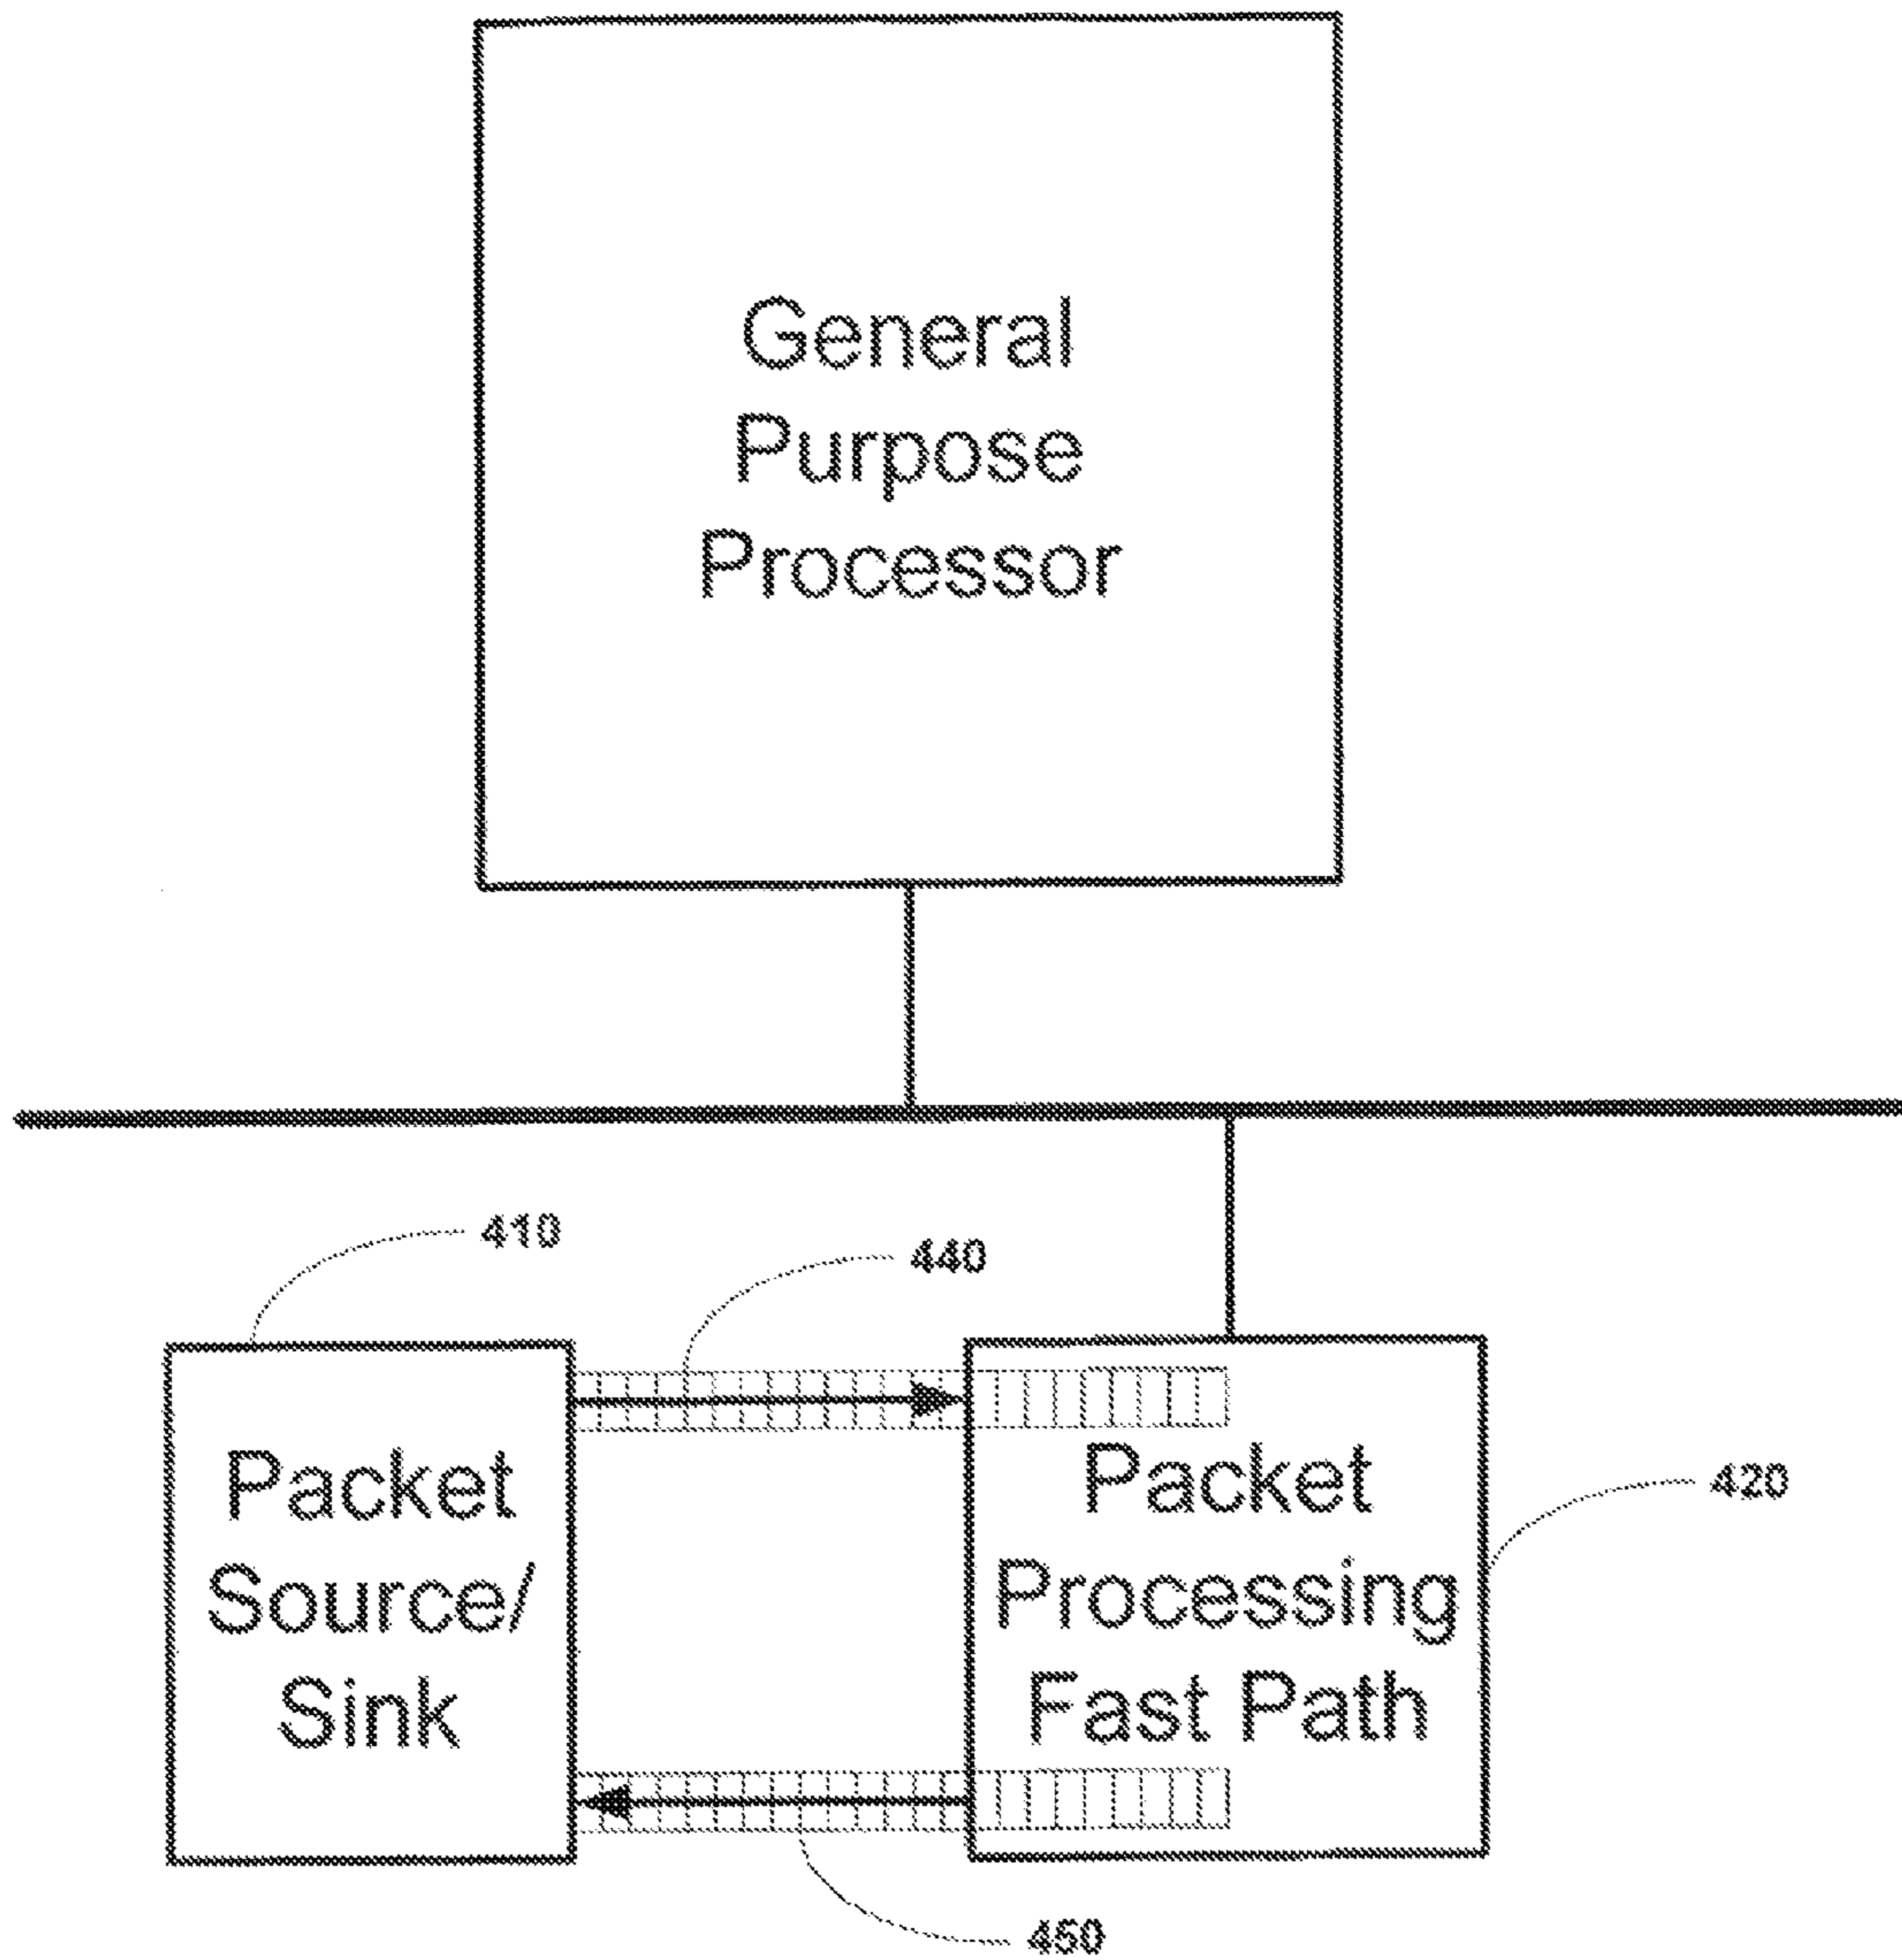 General
Purpose
Processor
410
440
Packet
Source/
Sink
Packet
Processing
Fast Path
420
450